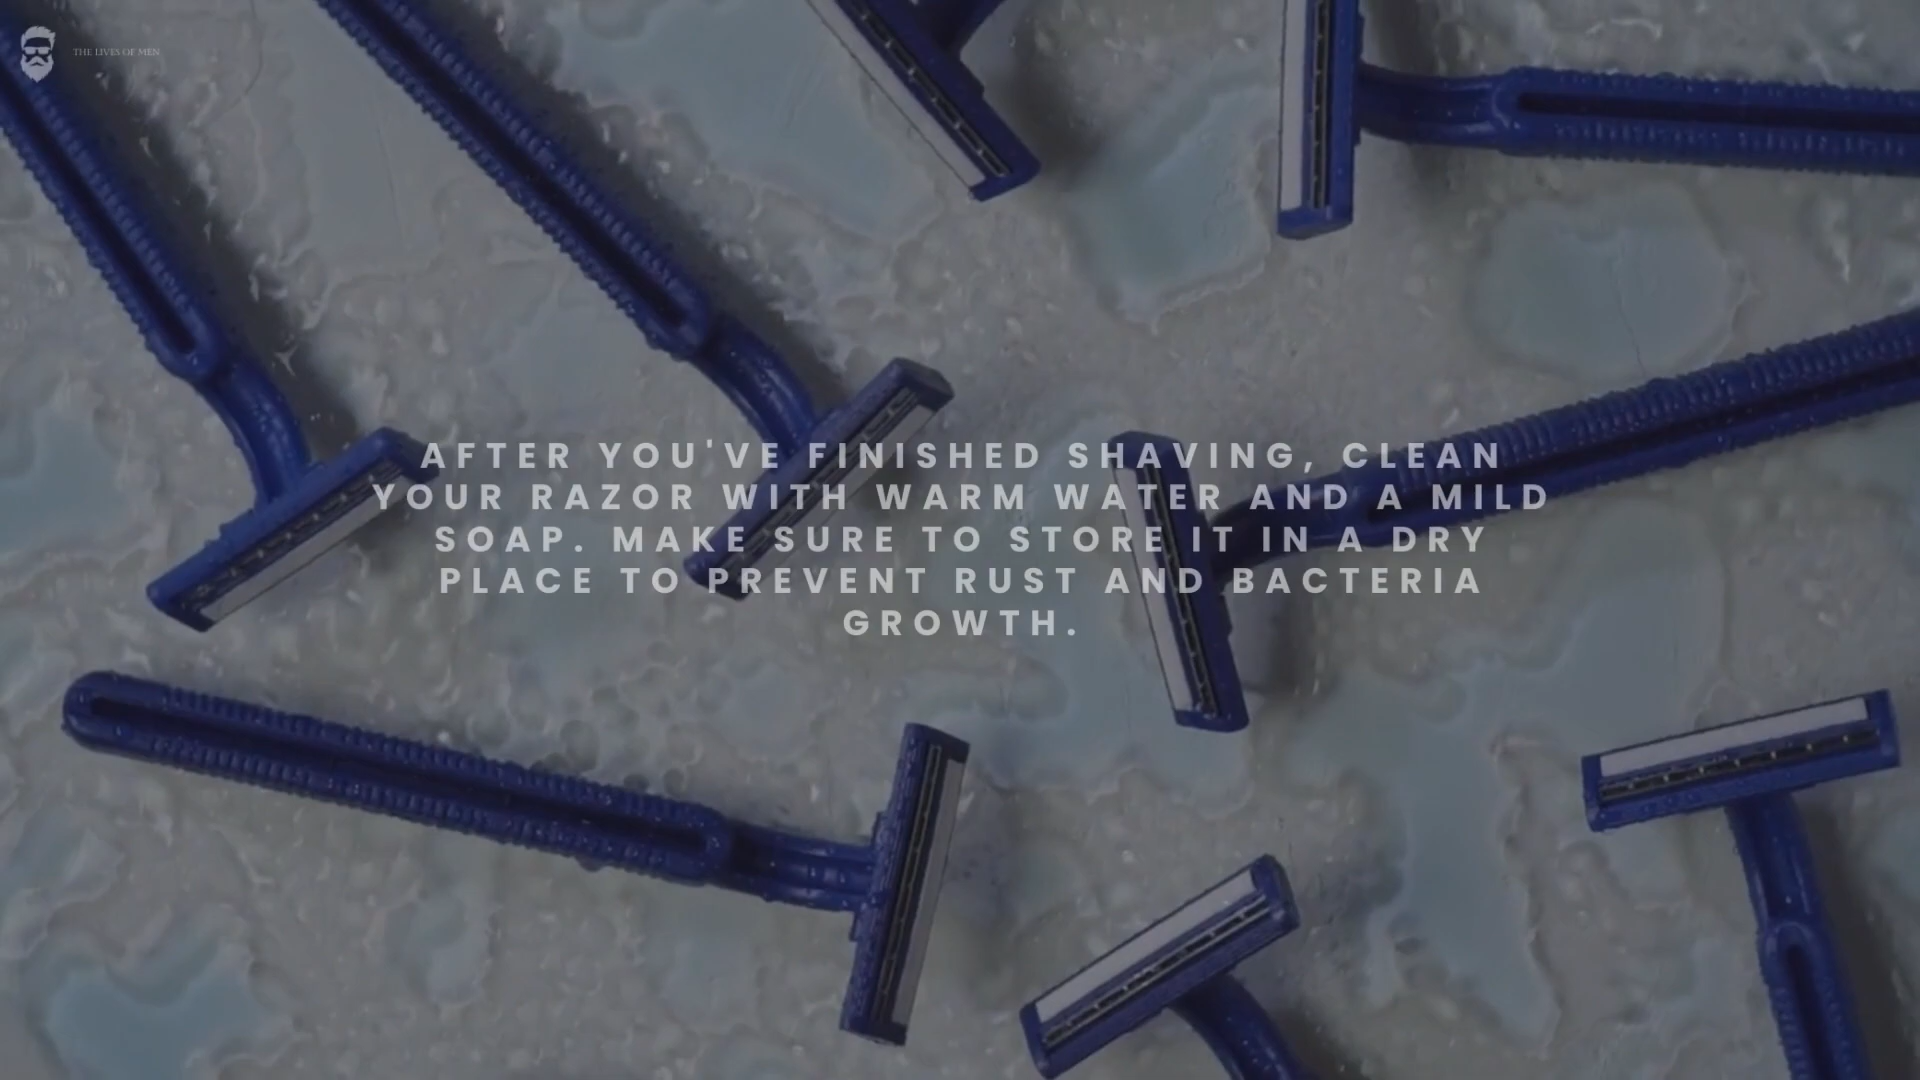 THE LIVES OF MEN
AFTER YOU'VE FINISHED SHAVING, CLEAN
YOUR RAZOR WITH WARM WATER AND A MILD
SOAP. MAKE SURE TO STORE IT IN A DRY
PLACE TO PREVENT RUST AND BACTERIA
GROWTH.